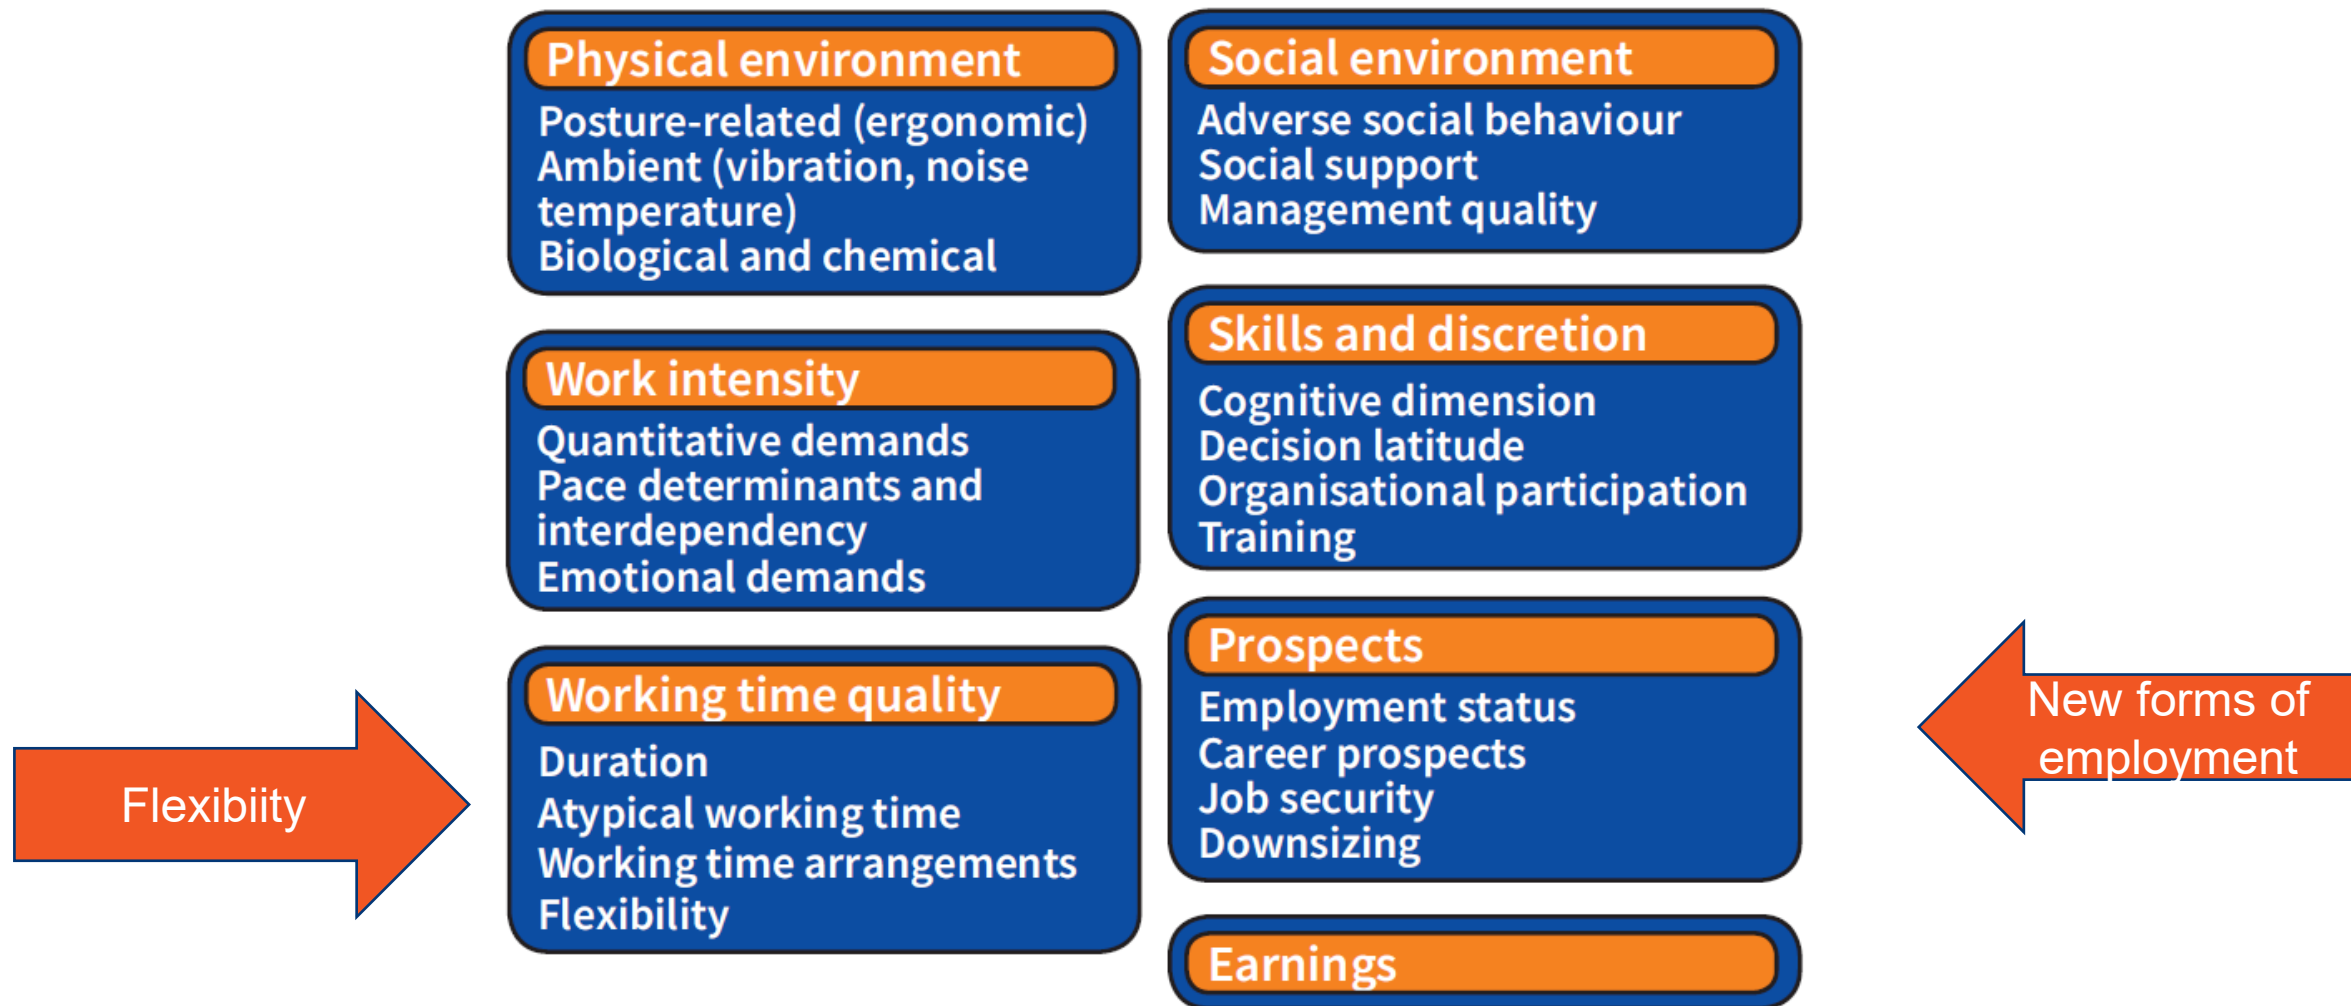 Physical environment
Posture-related (ergonomic)
Ambient (vibration, noise
temperature)
Biological and chemical
Work intensity
Quantitative demands
Pace determinants and
interdependency
Emotional demands
Working time quality
Duration
Atypical working time
Working time arrangements
Flexibility
Flexibiity
Social environment
Adverse social behaviour
Social support
Management quality
Skills and discretion
Cognitive dimension
Decision latitude
Organisational participation
Training
Prospects
Employment status
Career prospects
Job security
Downsizing
Earnings
New forms of
employment